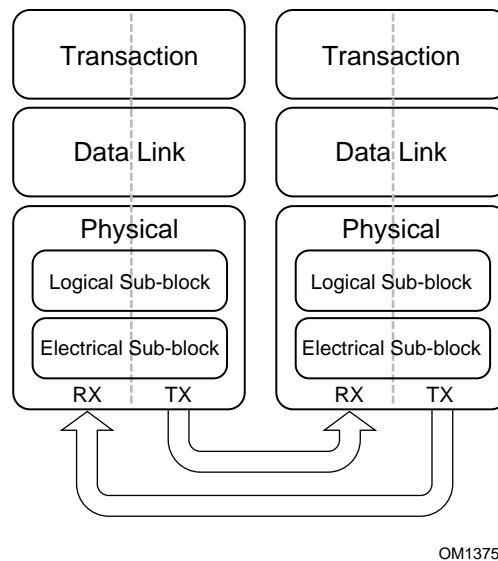 Transaction Transaction
Data Link Data Link
Physical Physical
Logical Sub-block Logical Sub-block
Electrical Sub-block Electrical Sub-block
RX TX RX TX
OM1375